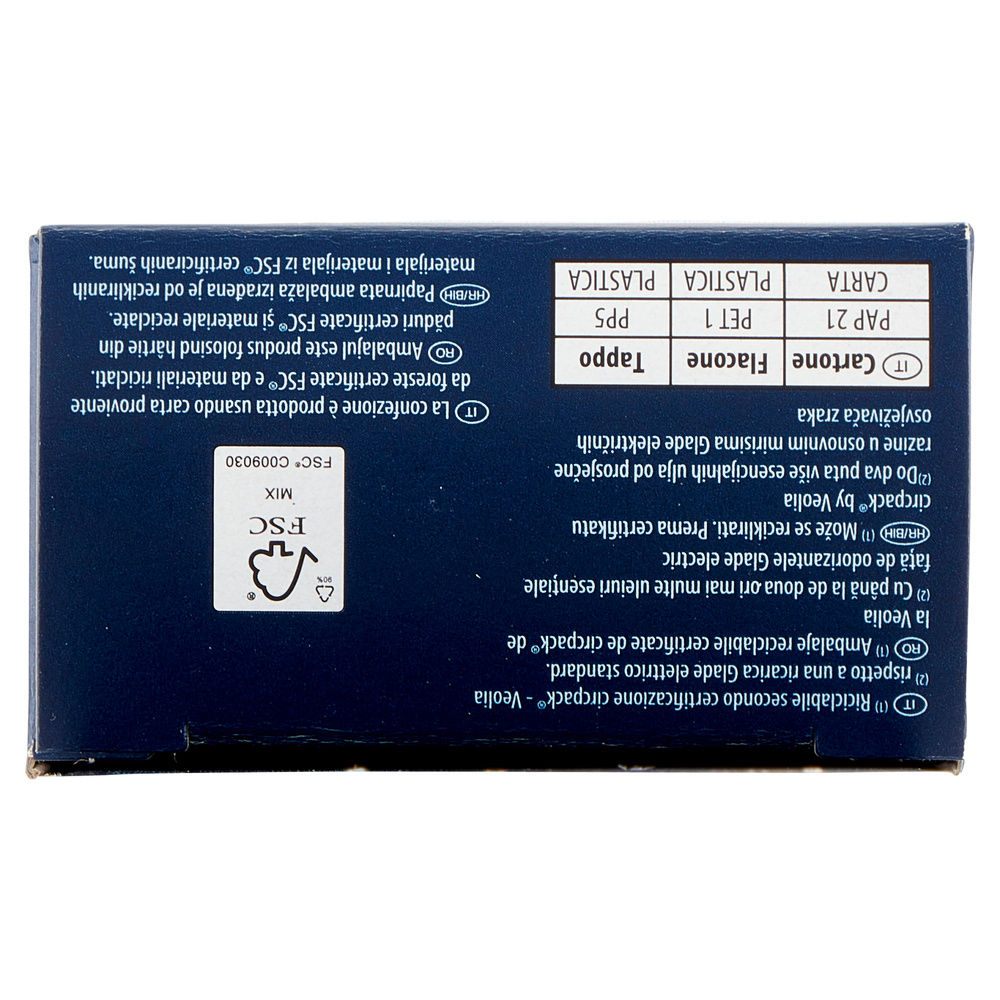 IT (1) Riciclabile secondo certificazione circpack® - Veolia
(2) rispetto a una ricarica Glade elettrico standard.
RO (1) Ambalaje reciclabile certificate de circpack® de
la Veolia
(2) Cu până la de doua ori mai multe uleiuri esențiale
față de odorizantele Glade electric
HR/BIH (1) Može se reciklirati. Prema certifikatu
circpack® by Veolia
(2)Do dva puta više esencijalnih ulja od prosječne
razine u osnovnim mirisima Glade električnih
osvježivača zraka
IT Cartone Flacone Tappo
PAP 21 PET 1 PP5
CARTA PLASTICA PLASTICA
90%
®
FSC
MIX
FSC® C009030
IT La confezione è prodotta usando carta proviente
da foreste certificate FSC® e da materiali riciclati.
RO Ambalajul este produs folosind hârtie din
păduri certificate FSC® și materiale reciclate.
HR/BIH Papirnata ambalaža izrađena je od recikliranih
materijala i materijala iz FSC® certificiranih šuma.